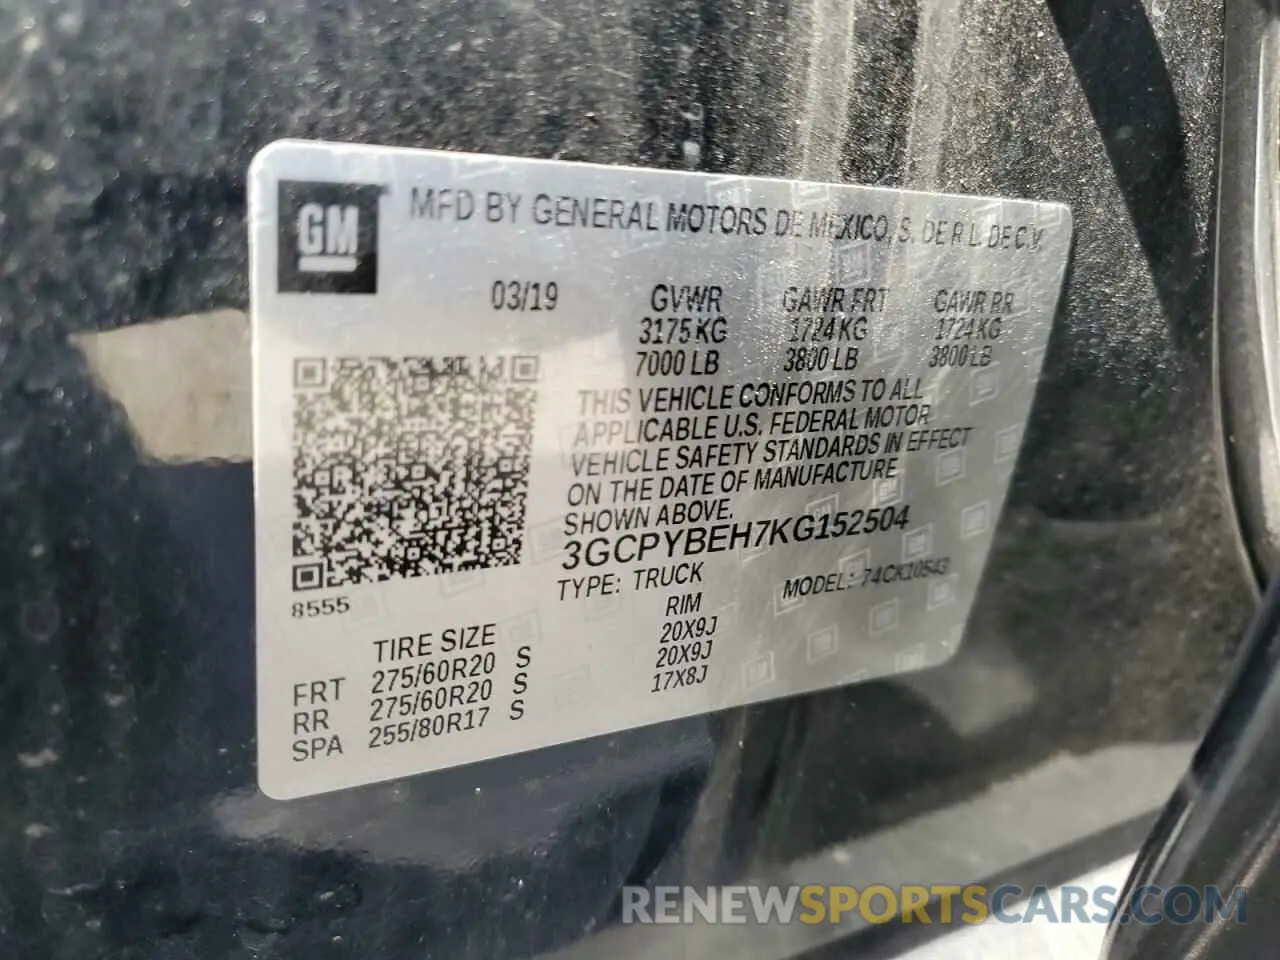 GM
MFD BY GENERAL MOTORS DE MEXICO, S. DE R.L. DE C.V.
03/19
GVWR GAWR FRT GAWR RR
3175 KG 1724 KG 1724 KG
7000 LB 3800 LB 3800 LB
THIS VEHICLE CONFORMS TO ALL
APPLICABLE U.S. FEDERAL MOTOR
VEHICLE SAFETY STANDARDS IN EFFECT
ON THE DATE OF MANUFACTURE
SHOWN ABOVE.
3GCPYBEH7KG152504
TYPE: TRUCK MODEL: 74CK10543
8555
TIRE SIZE RIM
FRT 275/60R20 S 20X9J
RR 275/60R20 S 20X9J
SPA 255/80R17 S 17X8J
RENEWSPORTSCARS.COM